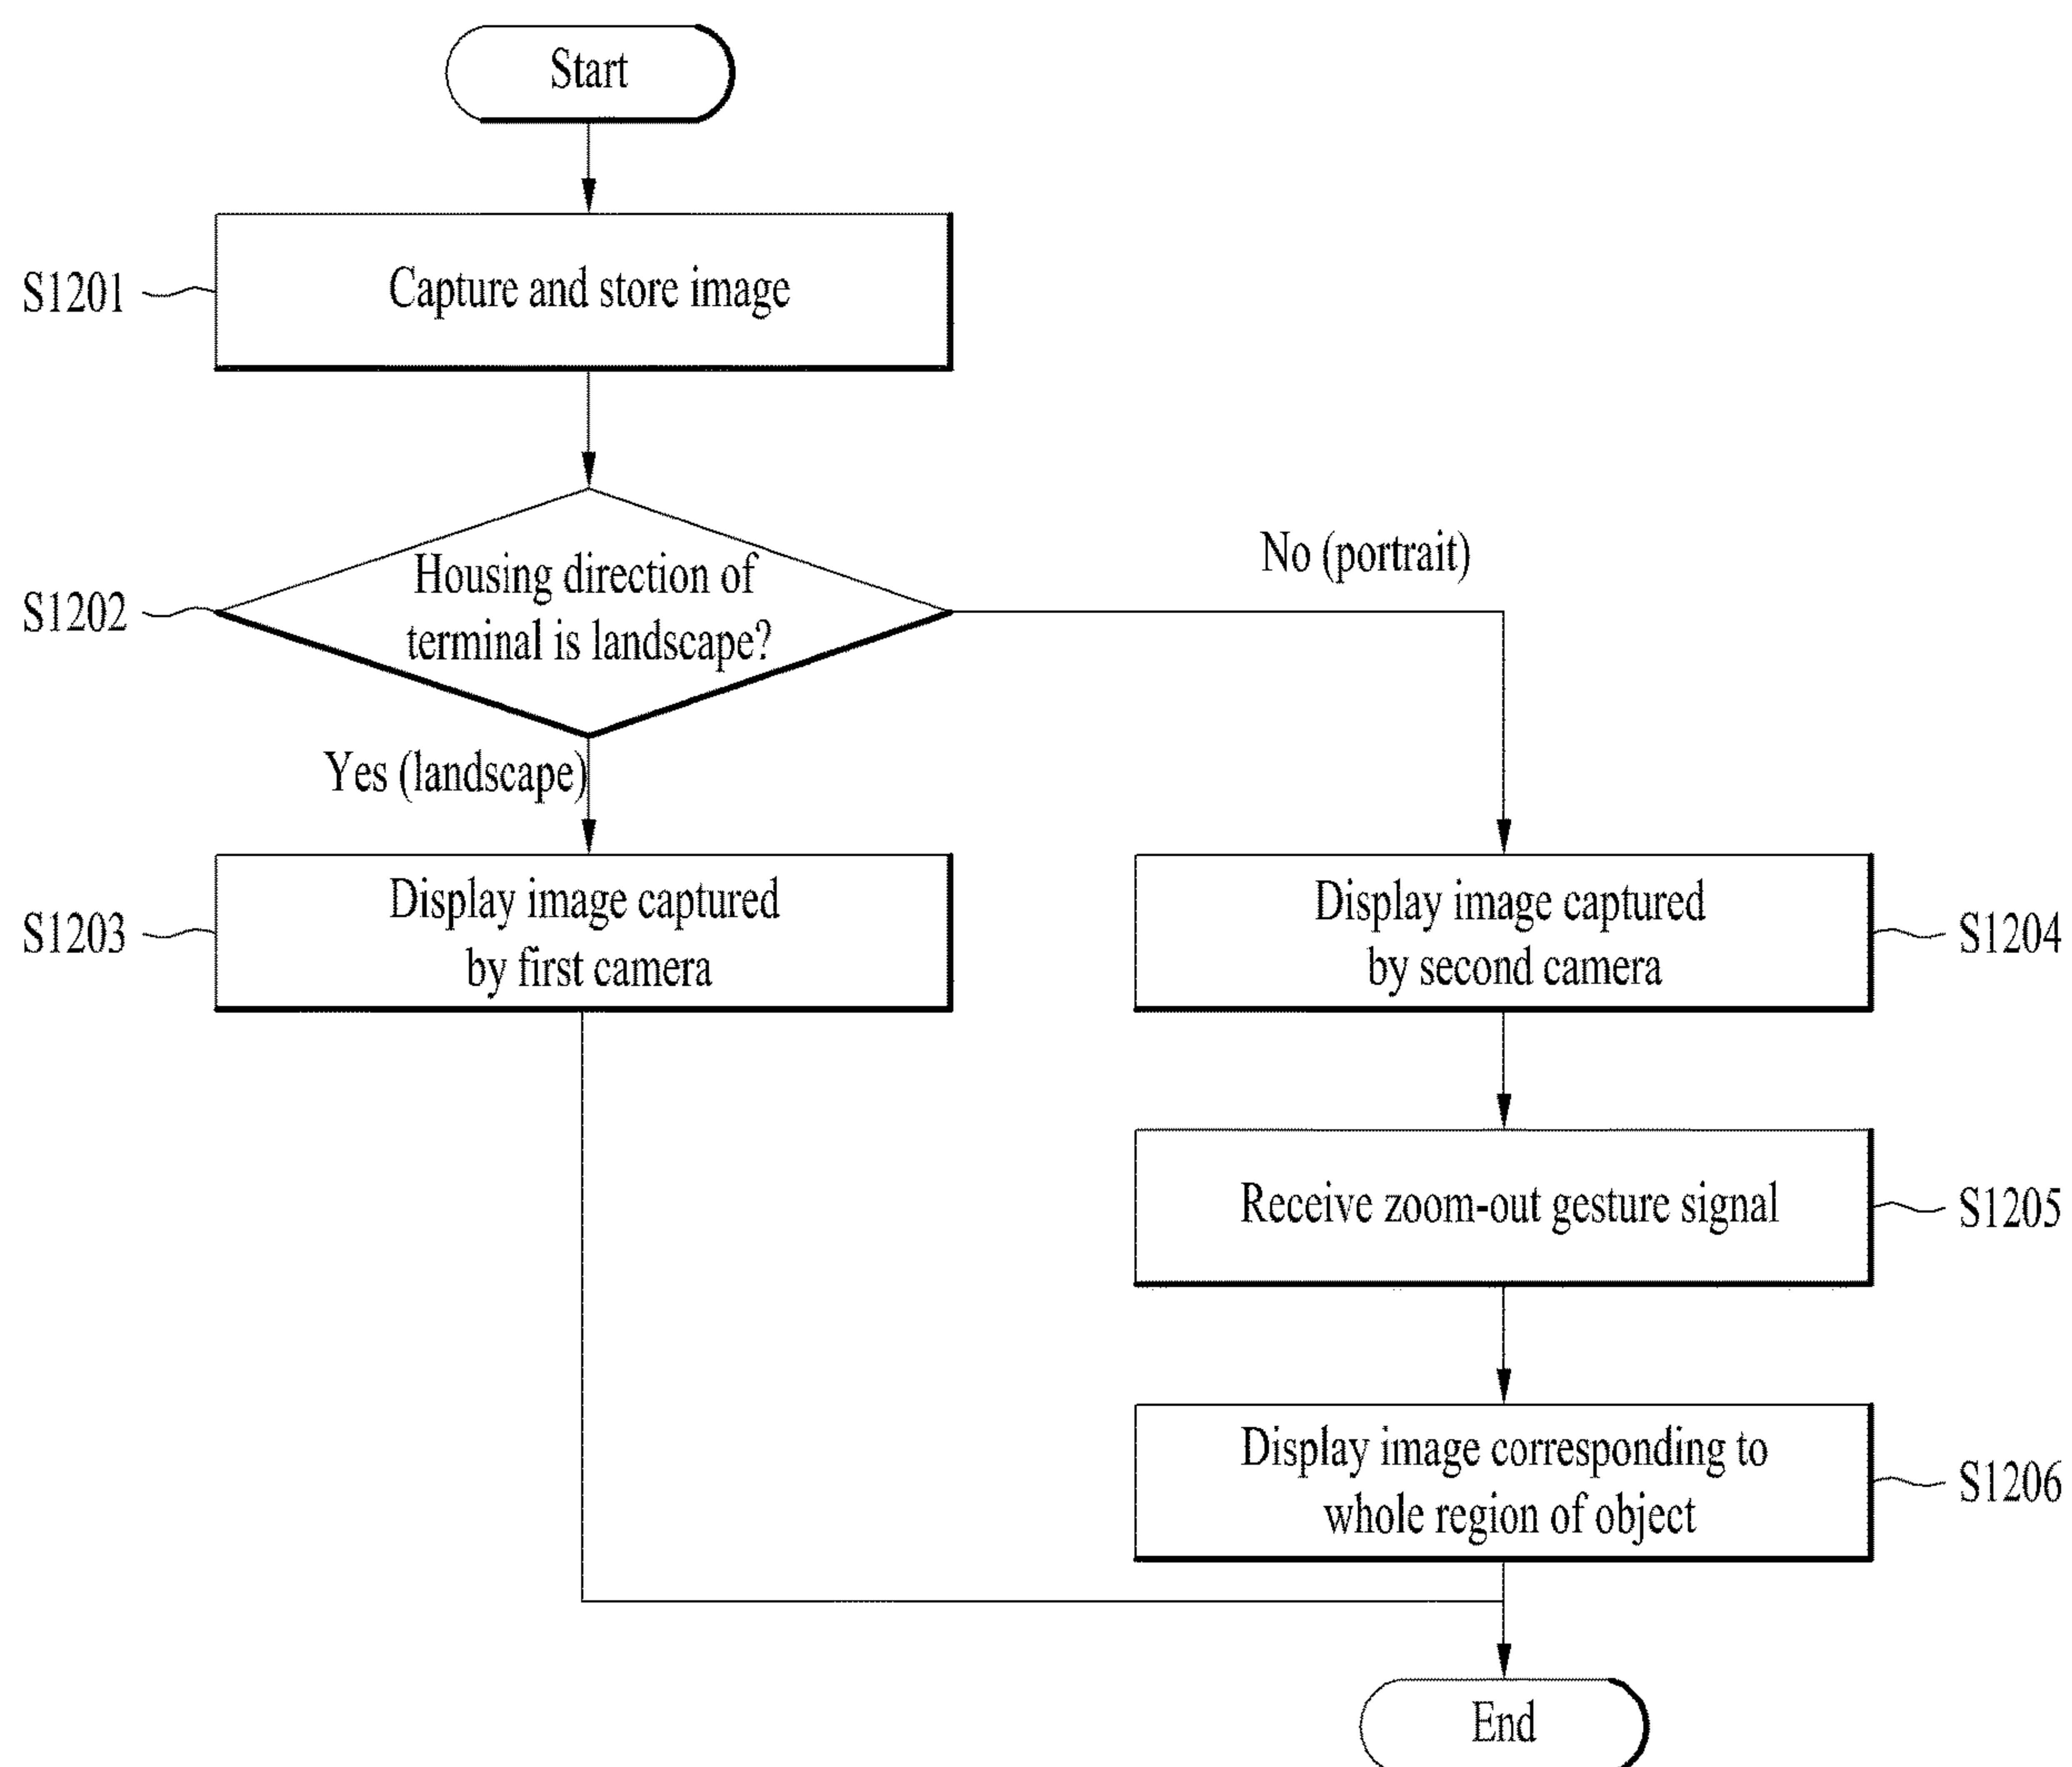 Start
S1201
Capture and store image
S1202
Housing direction of
terminal is landscape?
No (portrait)
Yes (landscape)
S1203
Display image captured
by first camera
Display image captured
by second camera
S1204
Receive zoom-out gesture signal
S1205
Display image corresponding to
whole region of object
S1206
End